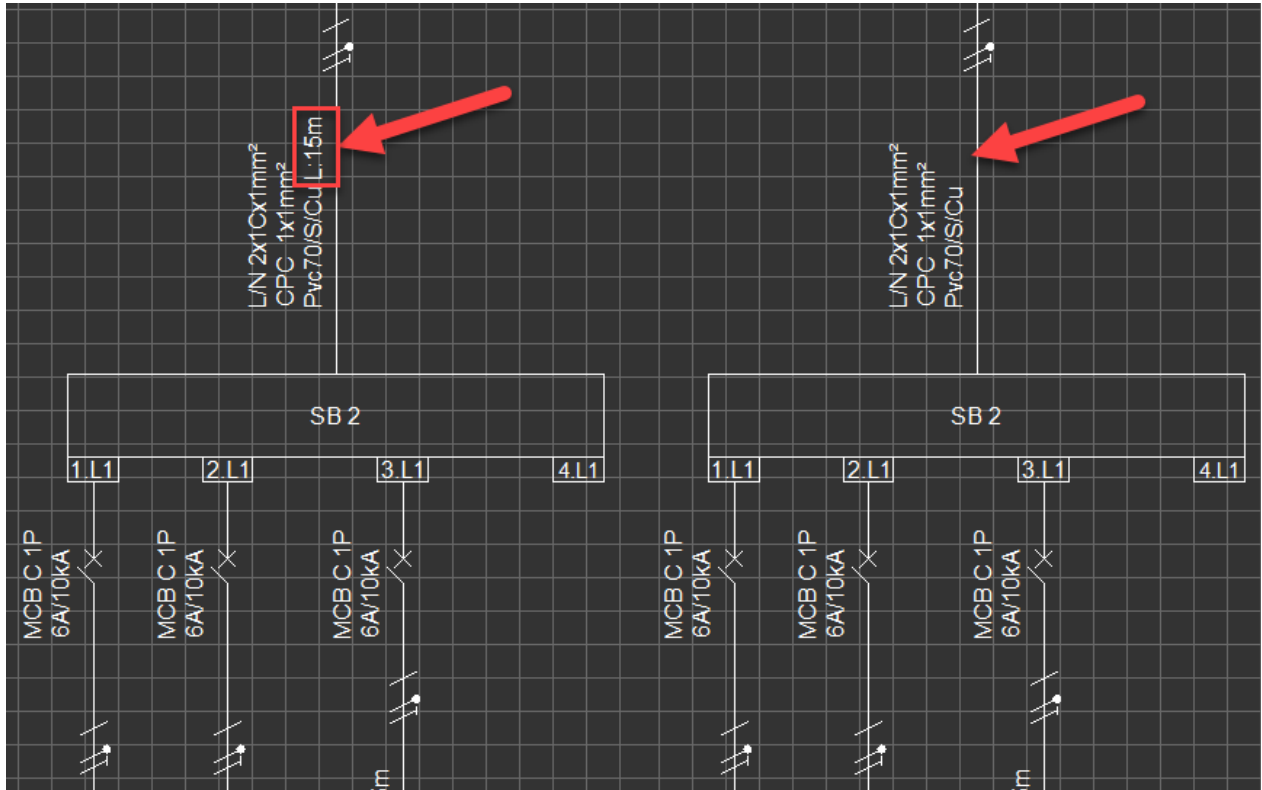 L/N 2x1Cx1mm²
CPC 1x1mm²
Pvc70/S/Cu L:15m
SB 2
1.L1
2.L1
3.L1
4.L1
MCB C 1P
6A/10kA
MCB C 1P
6A/10kA
MCB C 1P
6A/10kA
L/N 2x1Cx1mm²
CPC 1x1mm²
Pvc70/S/Cu
SB 2
1.L1
2.L1
3.L1
4.L1
MCB C 1P
6A/10kA
MCB C 1P
6A/10kA
MCB C 1P
6A/10kA